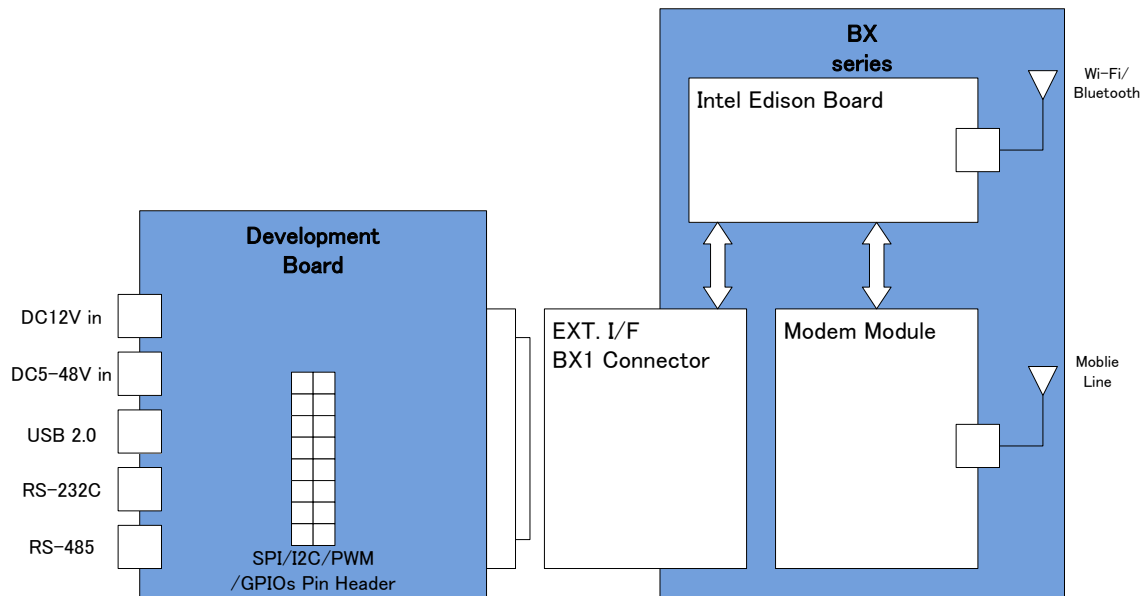 BX
series
Intel Edison Board
Wi-Fi/
Bluetooth
Development
Board
DC12V in
DC5-48V in
USB 2.0
RS-232C
RS-485
SPI/I2C/PWM
/GPIOs Pin Header
EXT. I/F
BX1 Connector
Modem Module
Moblie
Line